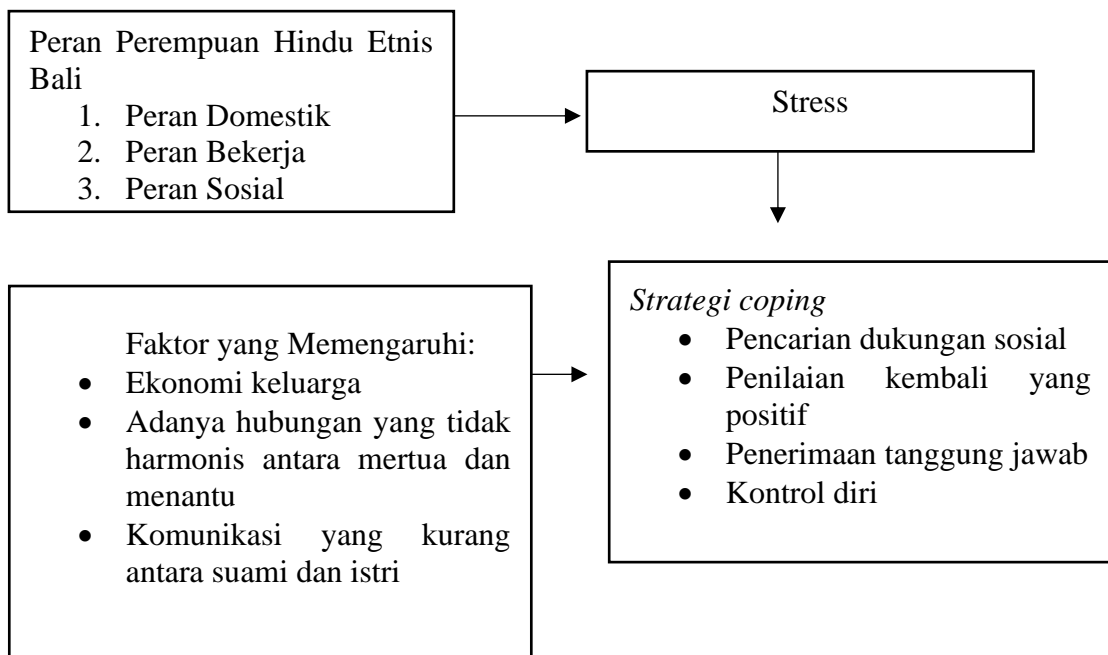 Peran Perempuan Hindu Etnis
Bali
1. Peran Domestik
2. Peran Bekerja
3. Peran Sosial
Stress
Faktor yang Memengaruhi:
• Ekonomi keluarga
• Adanya hubungan yang tidak
harmonis antara mertua dan
menantu
• Komunikasi yang kurang
antara suami dan istri
Strategi coping
• Pencarian dukungan sosial
• Penilaian kembali yang
positif
• Penerimaan tanggung jawab
• Kontrol diri